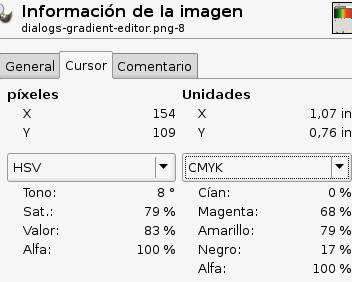 Información de la imagen
dialogs-gradient-editor.png-8
General Cursor Comentario
píxeles Unidades
X 154 X 1,07 in
Y 109 Y 0,76 in
HSV CMYK
Tono: 8 ° Cían: 0 %
Sat.: 79 % Magenta: 68 %
Valor: 83 % Amarillo: 79 %
Alfa: 100 % Negro: 17 %
Alfa: 100 %